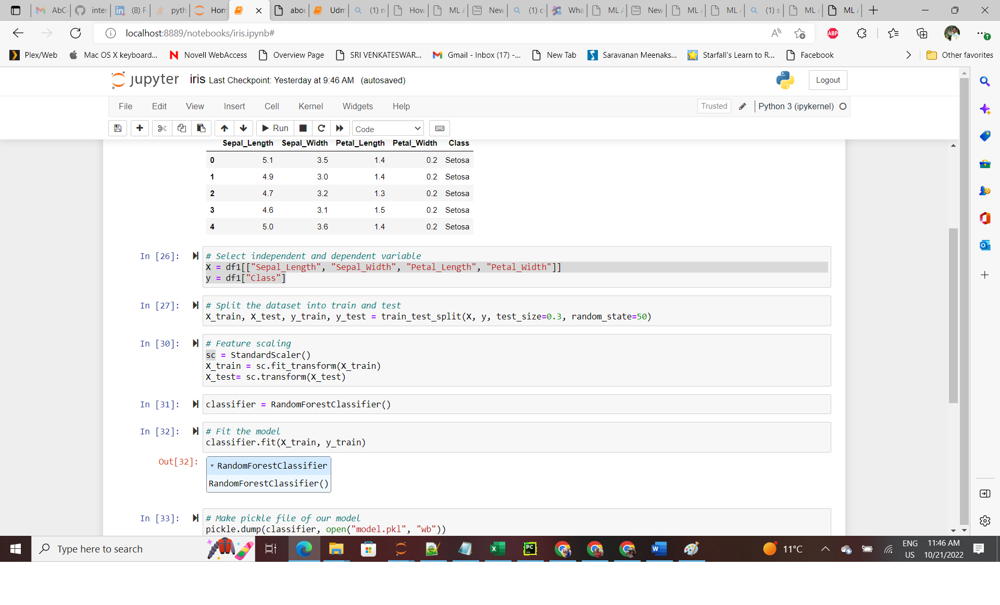 AbC inter (8) F pyth Hom abou Udm (1) n How ML New (1) c Wha ML New ML ML (1) s ML ML
localhost:8889/notebooks/iris.ipynb#
ABP
Plex/Web Mac OS X keyboard... Novell WebAccess Overview Page SRI VENKATESWAR... Gmail - Inbox (17) -... New Tab Saravanan Meenaks... Starfall's Learn to R... Facebook Other favorites
jupyter iris Last Checkpoint: Yesterday at 9:46 AM (autosaved) Logout
File Edit View Insert Cell Kernel Widgets Help Trusted Python 3 (ipykernel)
Run Code
Sepal_Length Sepal_Width Petal_Length Petal_Width Class
0 5.1 3.5 1.4 0.2 Setosa
1 4.9 3.0 1.4 0.2 Setosa
2 4.7 3.2 1.3 0.2 Setosa
3 4.6 3.1 1.5 0.2 Setosa
4 5.0 3.6 1.4 0.2 Setosa
In [26]: # Select independent and dependent variable
X = df1[["Sepal_Length", "Sepal_Width", "Petal_Length", "Petal_Width"]]
y = df1["Class"]
In [27]: # Split the dataset into train and test
X_train, X_test, y_train, y_test = train_test_split(X, y, test_size=0.3, random_state=50)
In [30]: # Feature scaling
sc = StandardScaler()
X_train = sc.fit_transform(X_train)
X_test= sc.transform(X_test)
In [31]: classifier = RandomForestClassifier()
In [32]: # Fit the model
classifier.fit(X_train, y_train)
Out[32]: RandomForestClassifier
RandomForestClassifier()
In [33]: # Make pickle file of our model
pickle.dump(classifier, open("model.pkl", "wb"))
Type here to search 11°C ENG US 11:46 AM 10/21/2022